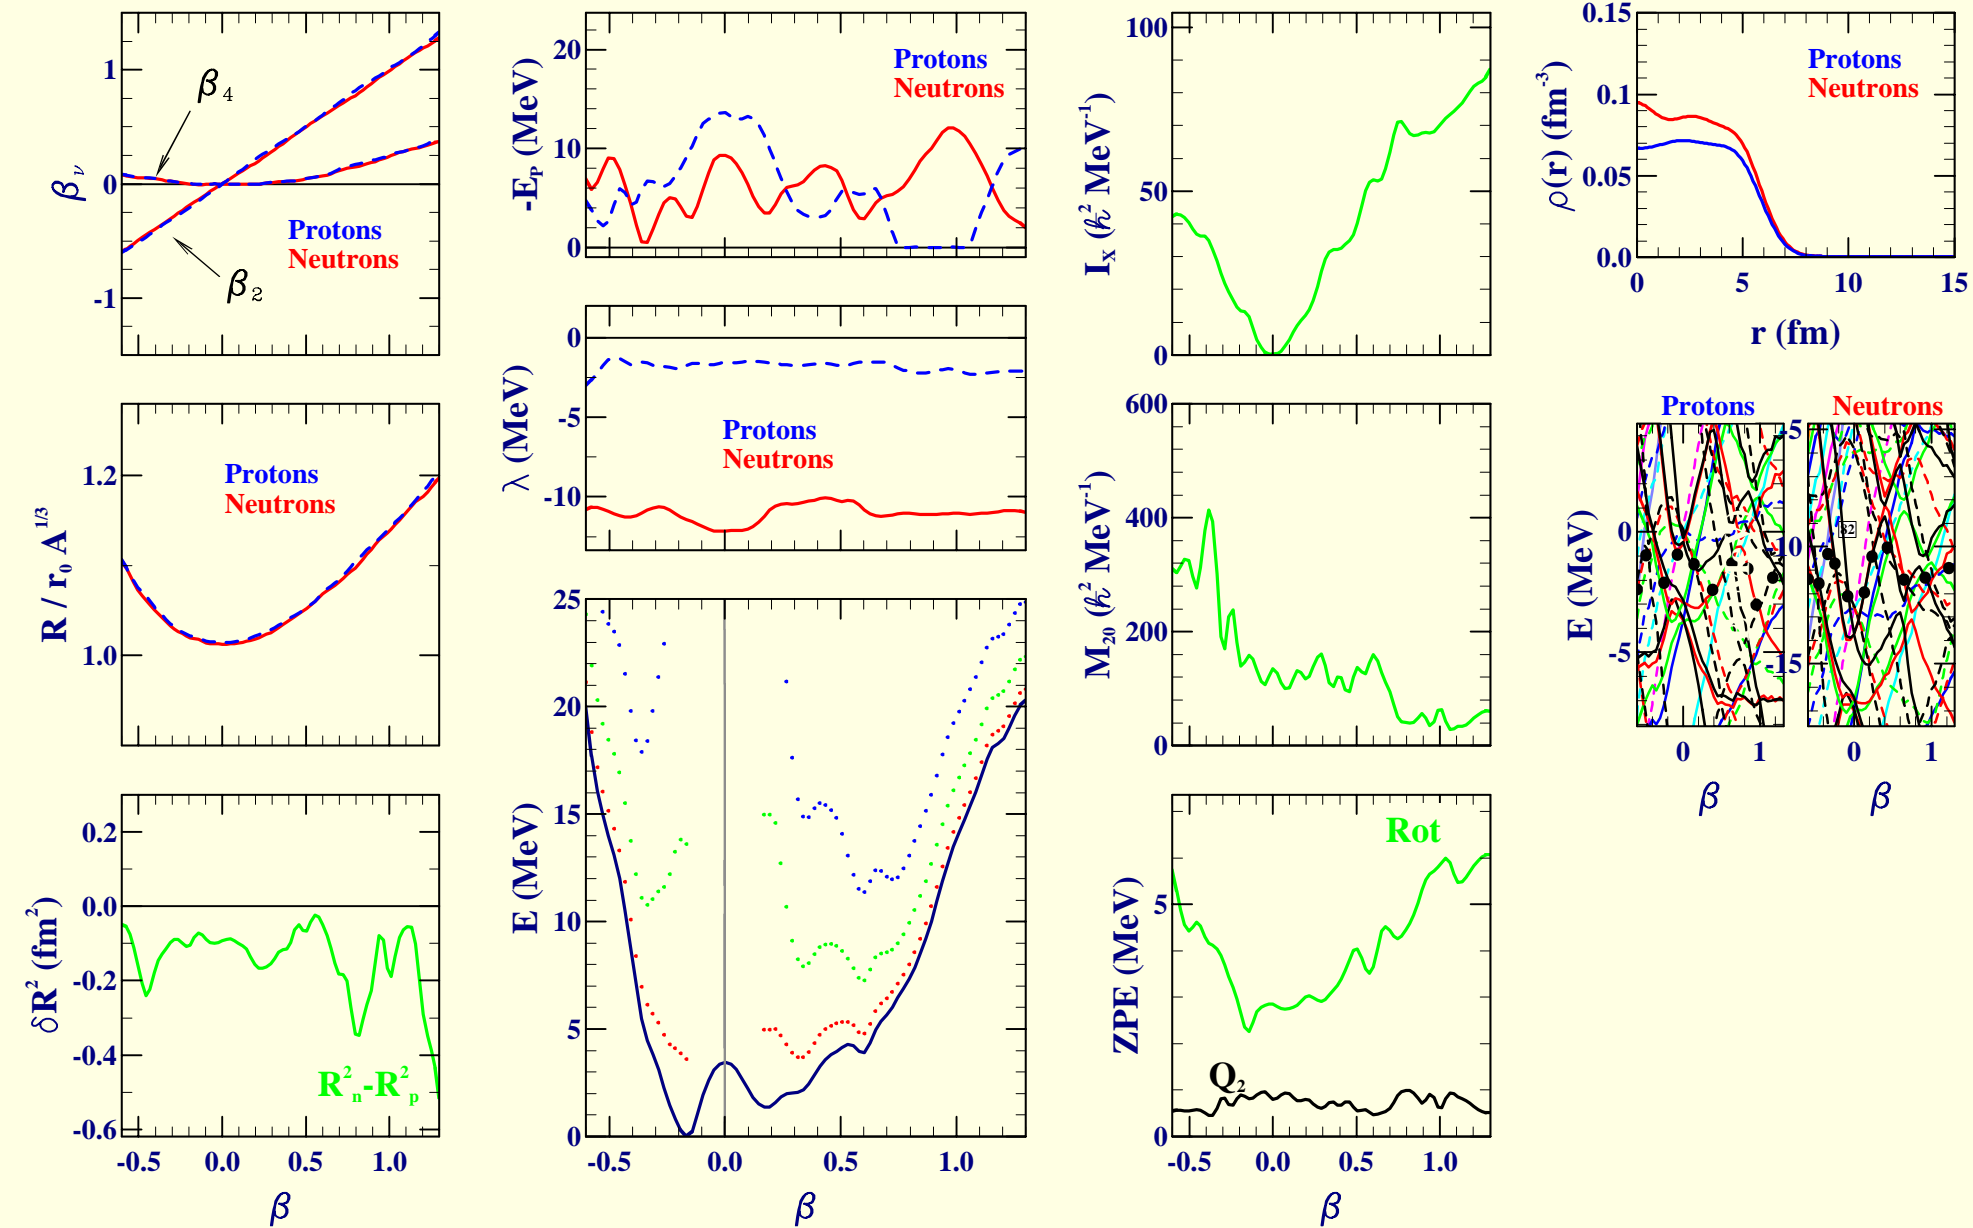 1
0
-1
β ν
β 4
β 2
Protons
Neutrons
1.2
1.0
R / r0 A 1/3
Protons
Neutrons
0.2
0.0
-0.2
-0.4
-0.6
δR2 (fm2)
R2n-R2p
-0.5 0.0 0.5 1.0
β
20
10
0
-EP (MeV)
Protons
Neutrons
0
-5
-10
λ (MeV)
Protons
Neutrons
25
20
15
10
5
0
E (MeV)
-0.5 0.0 0.5 1.0
β
100
50
0
IX (ℏ2 MeV-1)
600
400
200
0
M20 (ℏ2 MeV-1)
Rot
5
0
ZPE (MeV)
Q2
-0.5 0.0 0.5 1.0
β
0.15
0.1
0.05
0.0
ρ(r) (fm-3)
Protons
Neutrons
0 5 10 15
r (fm)
Protons Neutrons
0
-5
E (MeV)
-5
-10
-15
82
0 1 0 1
β β